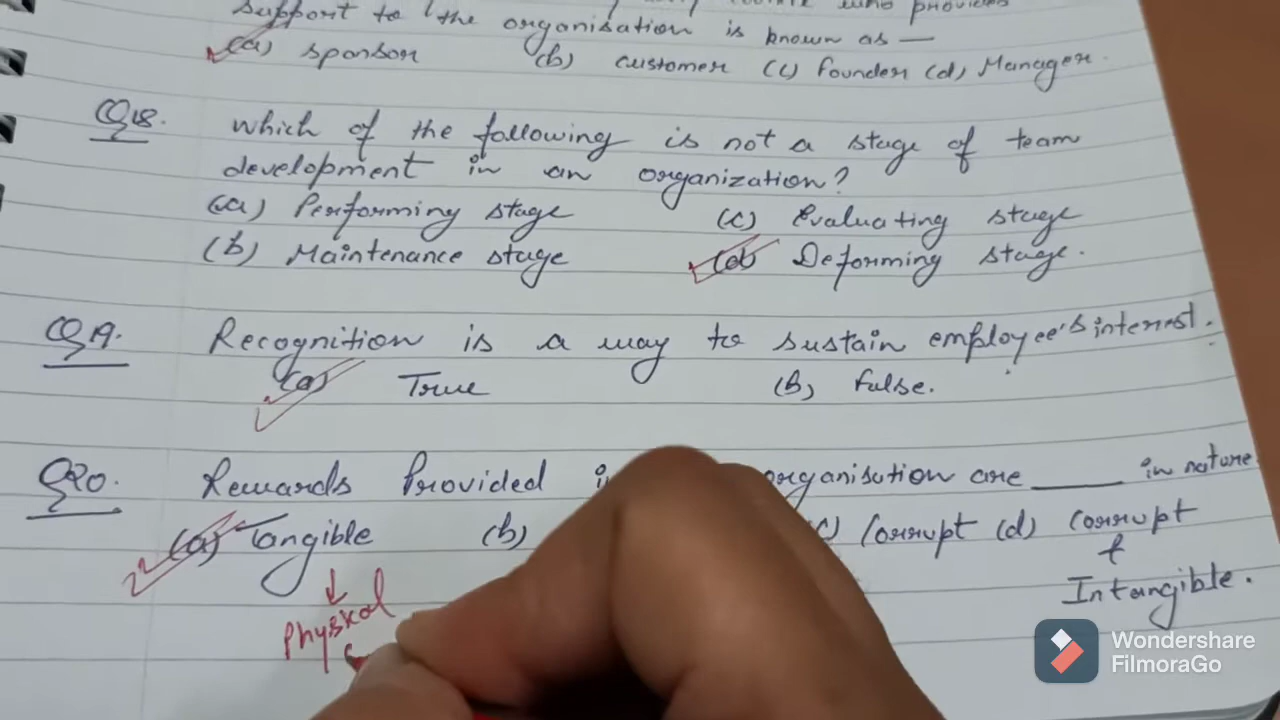 support to the organisation is known as —
(a) sponsor (b) customer (c) founder (d) Manager.
Q18. Which of the following is not a stage of team
development in an organization?
(a) Performing stage (c) Evaluating stage
(b) Maintenance stage (d) Deforming stage.
Q19. Recognition is a way to sustain employee's interest.
(a) True (b) False.
Q20. Rewards Provided organisation are ____ in nature
(a) Tangible (b) (c) Corrupt (d) Corrupt
&
Intangible.
↓
Physical
Wondershare
FilmoraGo